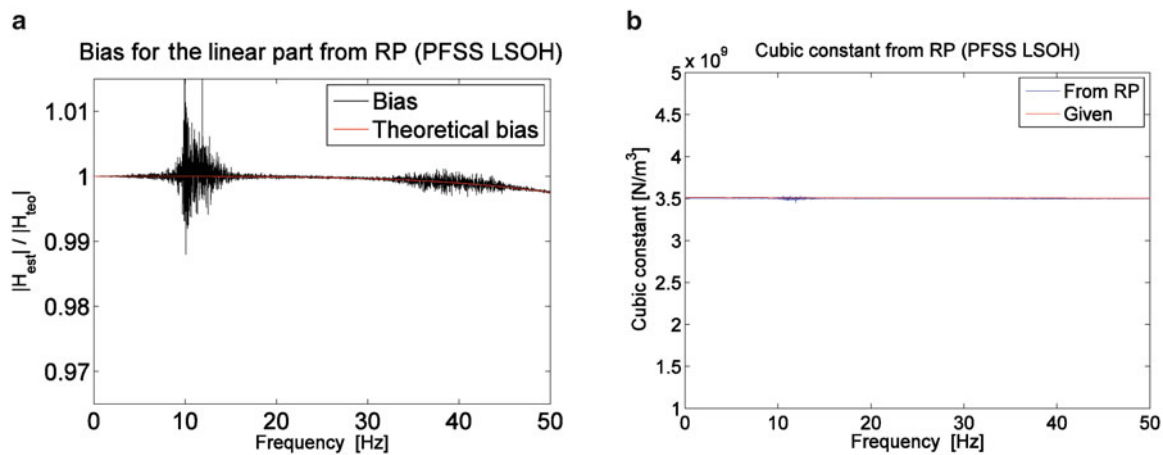 a
Bias for the linear part from RP (PFSS LSOH)
1.01
1
0.99
0.98
0.97
|H_est| / |H_teo|
Bias
Theoretical bias
0
10
20
30
40
50
Frequency [Hz]
b
Cubic constant from RP (PFSS LSOH)
x 10^9
5
4.5
4
3.5
3
2.5
2
1.5
1
Cubic constant [N/m^3]
From RP
Given
0
10
20
30
40
50
Frequency [Hz]